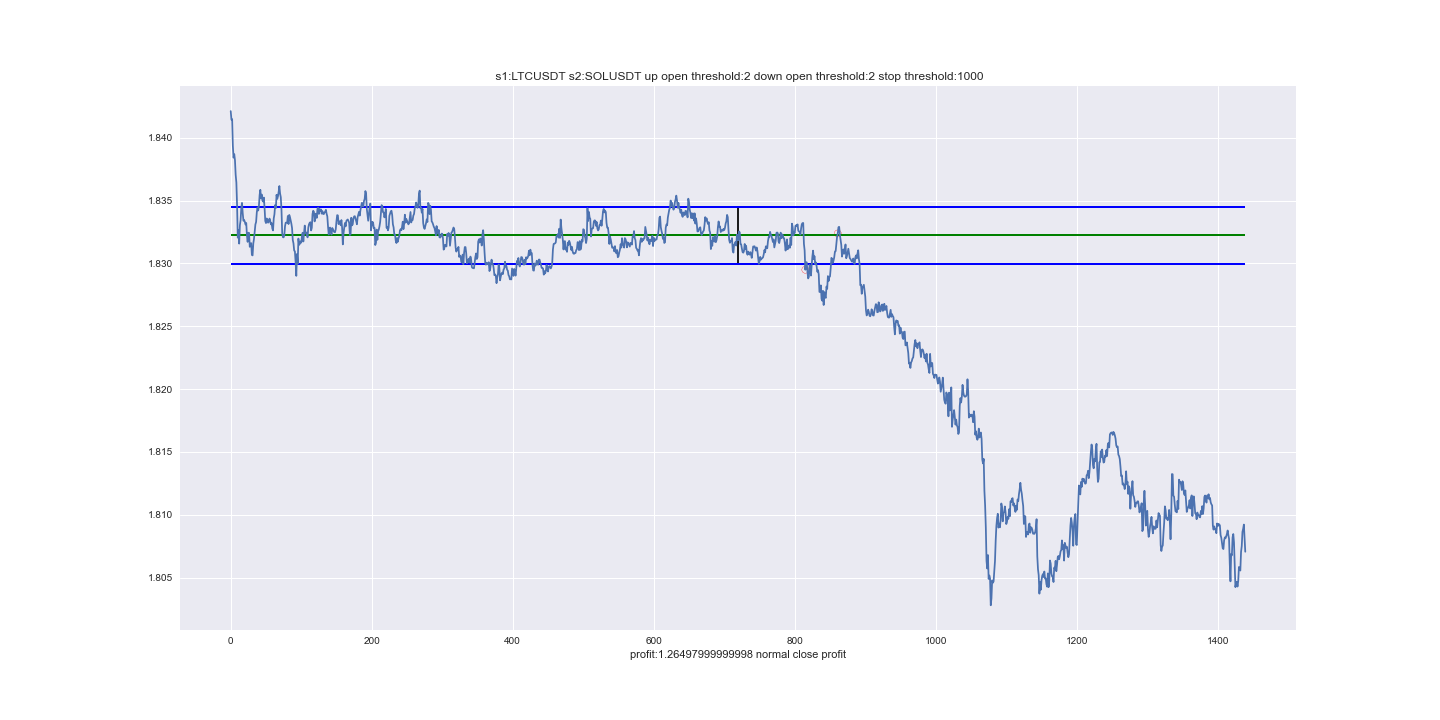 s1:LTCUSDT s2:SOLUSDT up open threshold:2 down open threshold:2 stop threshold:1000
1.840
1.835
1.830
1.825
1.820
1.815
1.810
1.805
0 200 400 600 800 1000 1200 1400
profit:1.26497999999998 normal close profit